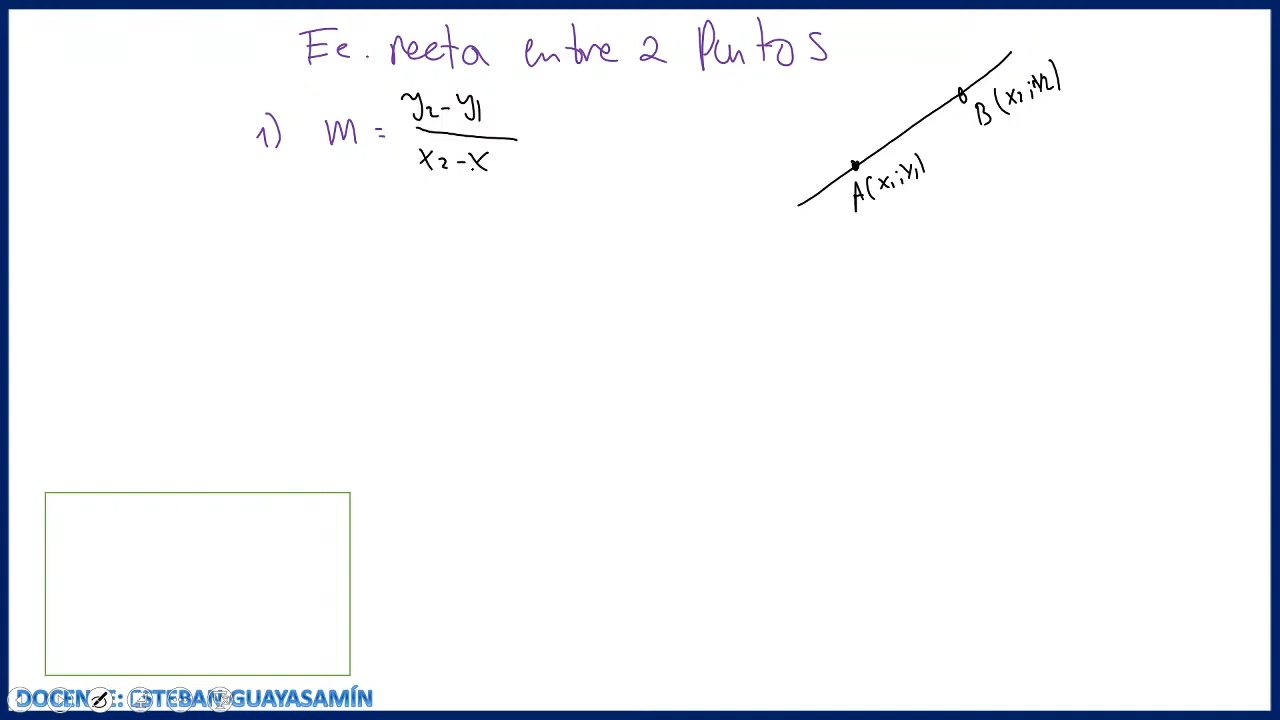 Ec. recta entre 2 Puntos
1) m = y2 - y1
x2 - x
B (x2 ; y2)
A (x1 ; y1)
DOCENTE: ESTEBAN GUAYASAMÍN